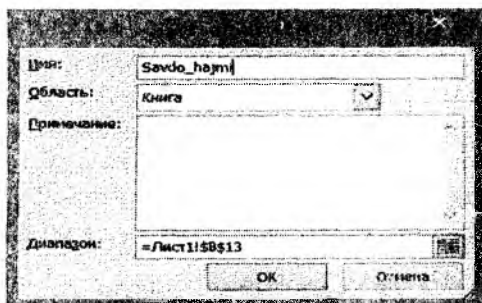 Имя: Savdo_hajmi
Область: Книга
Примечание:
Диапазон: =Лист1!$B$13
ОК Отмена